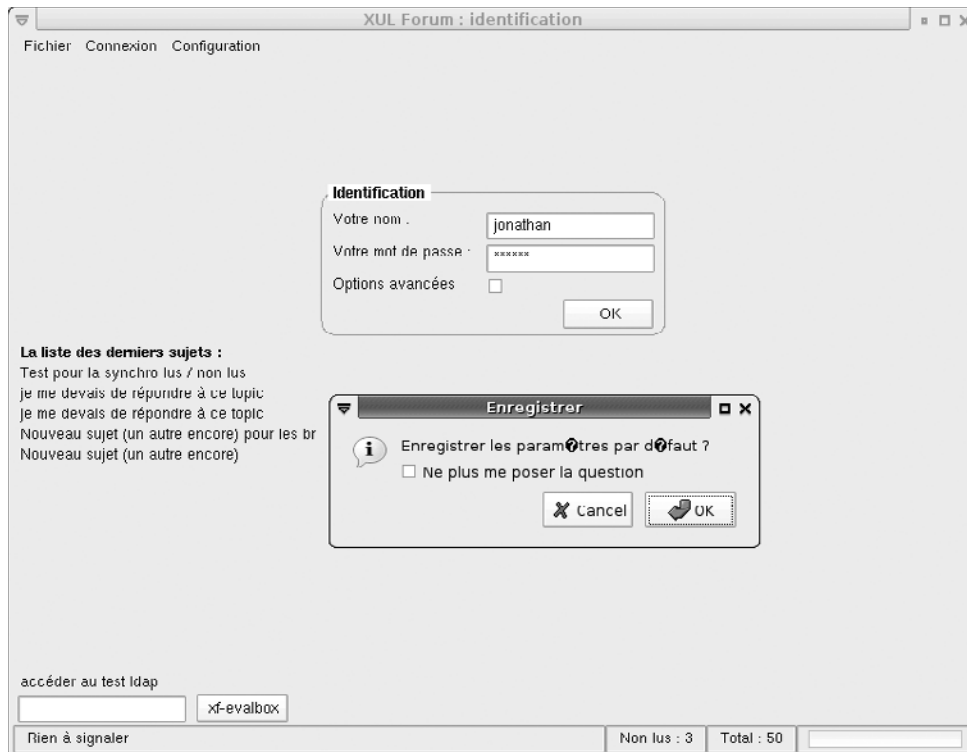 XUL Forum : identification
Fichier Connexion Configuration
Identification
Votre nom :
jonathan
Votre mot de passe :
******
Options avancées
OK
La liste des derniers sujets :
Test pour la synchro lus / non lus
je me devais de répondre à ce topic
je me devais de répondre à ce topic
Nouveau sujet (un autre encore) pour les br
Nouveau sujet (un autre encore)
Enregistrer
Enregistrer les param�tres par d�faut ?
Ne plus me poser la question
Cancel OK
accéder au test ldap
xf-evalbox
Rien à signaler Non lus : 3 Total : 50